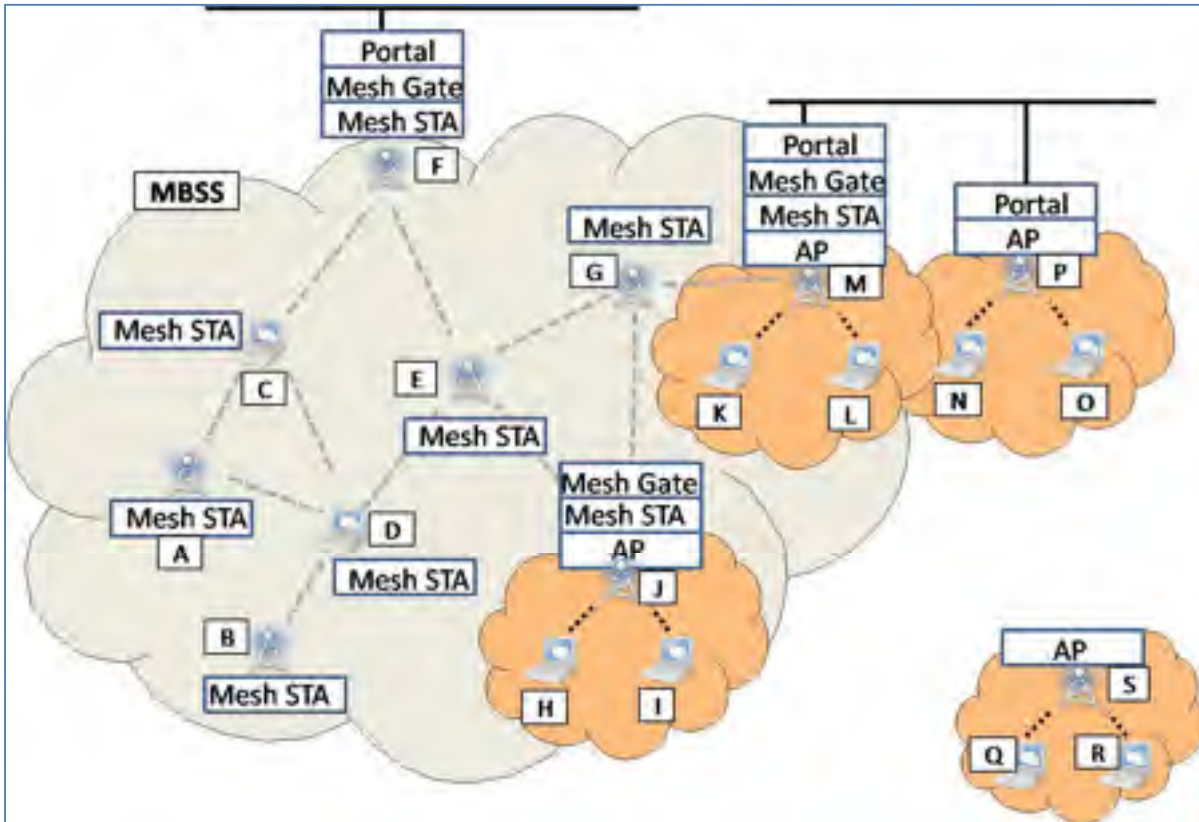 Portal
Mesh Gate
Mesh STA
F
MBSS
Portal
Mesh Gate
Mesh STA
AP
M
Portal
AP
P
Mesh STA
G
Mesh STA
C
E
Mesh STA
K
L
N
O
Mesh STA
A
D
Mesh STA
Mesh Gate
Mesh STA
AP
J
B
Mesh STA
H
I
AP
S
Q
R